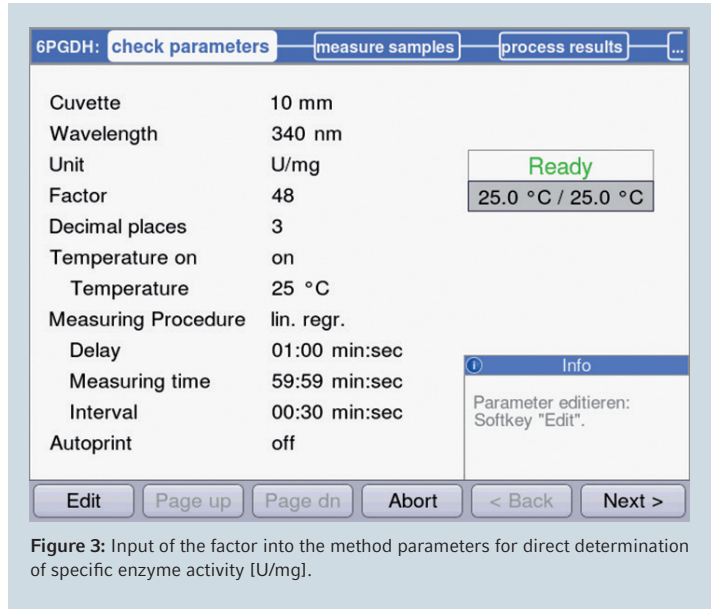 6PGDH: check parameters measure samples process results ...
Cuvette 10 mm
Wavelength 340 nm
Unit U/mg
Ready
Factor 48
25.0 °C / 25.0 °C
Decimal places 3
Temperature on on
Temperature 25 °C
Measuring Procedure lin. regr.
Delay 01:00 min:sec
Measuring time 59:59 min:sec
Interval 00:30 min:sec
Autoprint off
i Info
Parameter editieren:
Softkey "Edit".
Edit Page up Page dn Abort < Back Next >
Figure 3: Input of the factor into the method parameters for direct determination
of specific enzyme activity [U/mg].